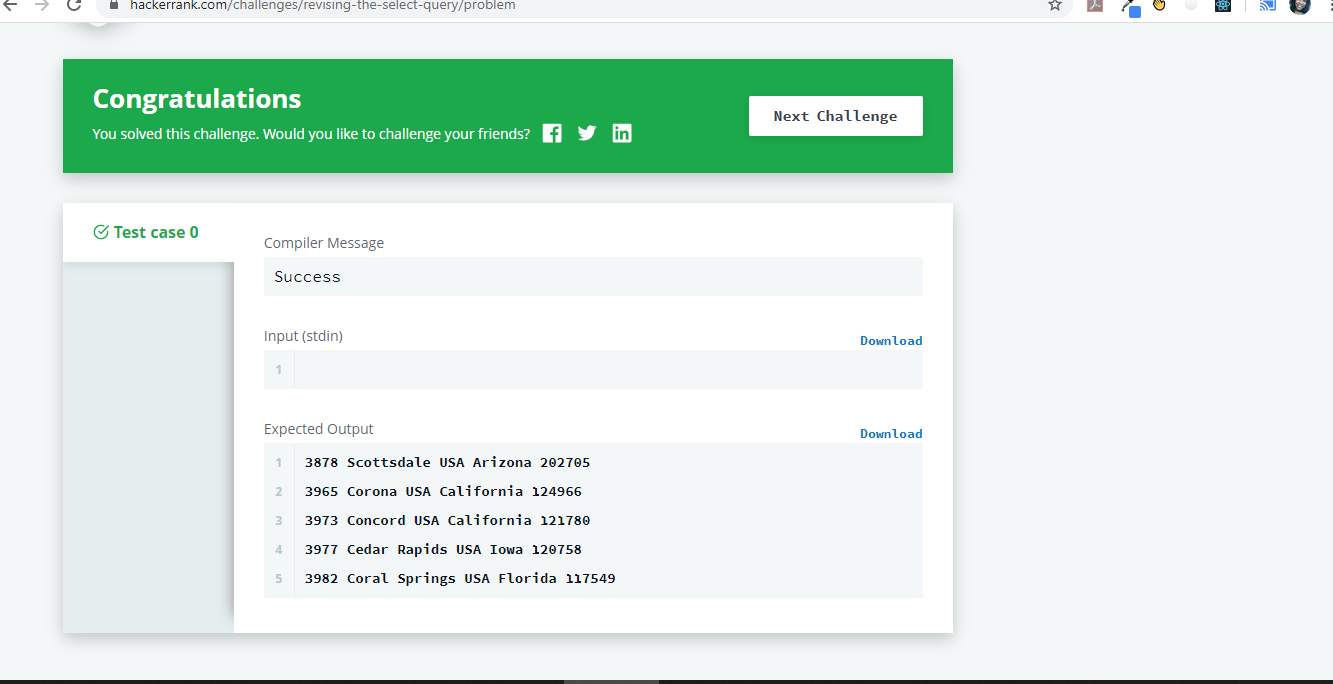 hackerrank.com/challenges/revising-the-select-query/problem
Congratulations
You solved this challenge. Would you like to challenge your friends?
Next Challenge
Test case 0
Compiler Message
Success
Input (stdin)
Download
1
Expected Output
Download
1 3878 Scottsdale USA Arizona 202705
2 3965 Corona USA California 124966
3 3973 Concord USA California 121780
4 3977 Cedar Rapids USA Iowa 120758
5 3982 Coral Springs USA Florida 117549